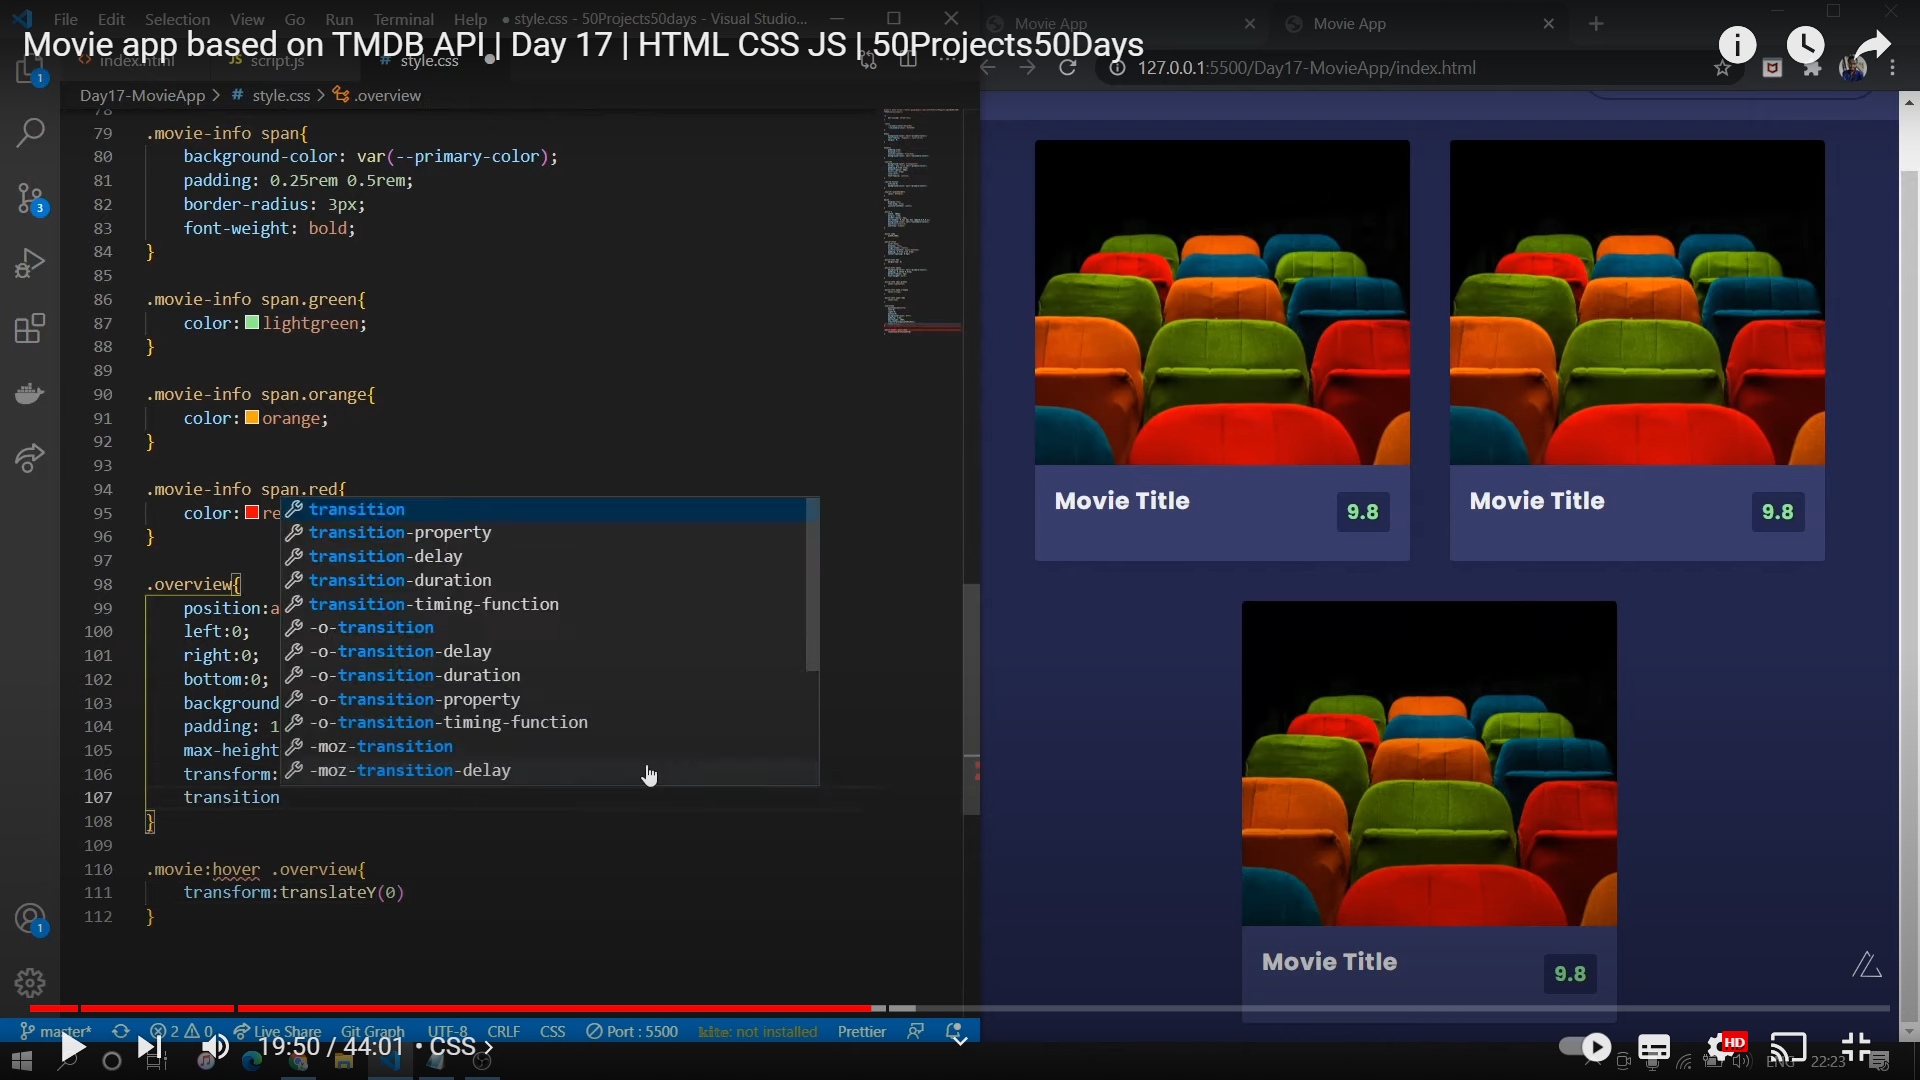 File Edit Selection View Go Run Terminal Help
● style.css - 50Projects50days - Visual Studio...
Movie App
Movie App
Movie app based on TMDB API | Day 17 | HTML CSS JS | 50Projects50Days
index.html
script.js
style.css
127.0.0.1:5500/Day17-MovieApp/index.html
Day17-MovieApp > # style.css > .overview
78
79 .movie-info span{
80 background-color: var(--primary-color);
81 padding: 0.25rem 0.5rem;
82 border-radius: 3px;
83 font-weight: bold;
84 }
85
86 .movie-info span.green{
87 color: lightgreen;
88 }
89
90 .movie-info span.orange{
91 color: orange;
92 }
93
94 .movie-info span.red{
95 color: re
96 }
97
98 .overview{
99 position:a
100 left:0;
101 right:0;
102 bottom:0;
103 background
104 padding: 1
105 max-height
106 transform:
107 transition
108 }
109
110 .movie:hover .overview{
111 transform:translateY(0)
112 }
transition
transition-property
transition-delay
transition-duration
transition-timing-function
-o-transition
-o-transition-delay
-o-transition-duration
-o-transition-property
-o-transition-timing-function
-moz-transition
-moz-transition-delay
1
3
1
Movie Title
9.8
Movie Title
9.8
Movie Title
9.8
master* 2 0 Live Share Git Graph UTF-8 CRLF CSS Port : 5500 kite: not installed Prettier
19:50 / 44:01 • CSS >
HD
ENG
22:23